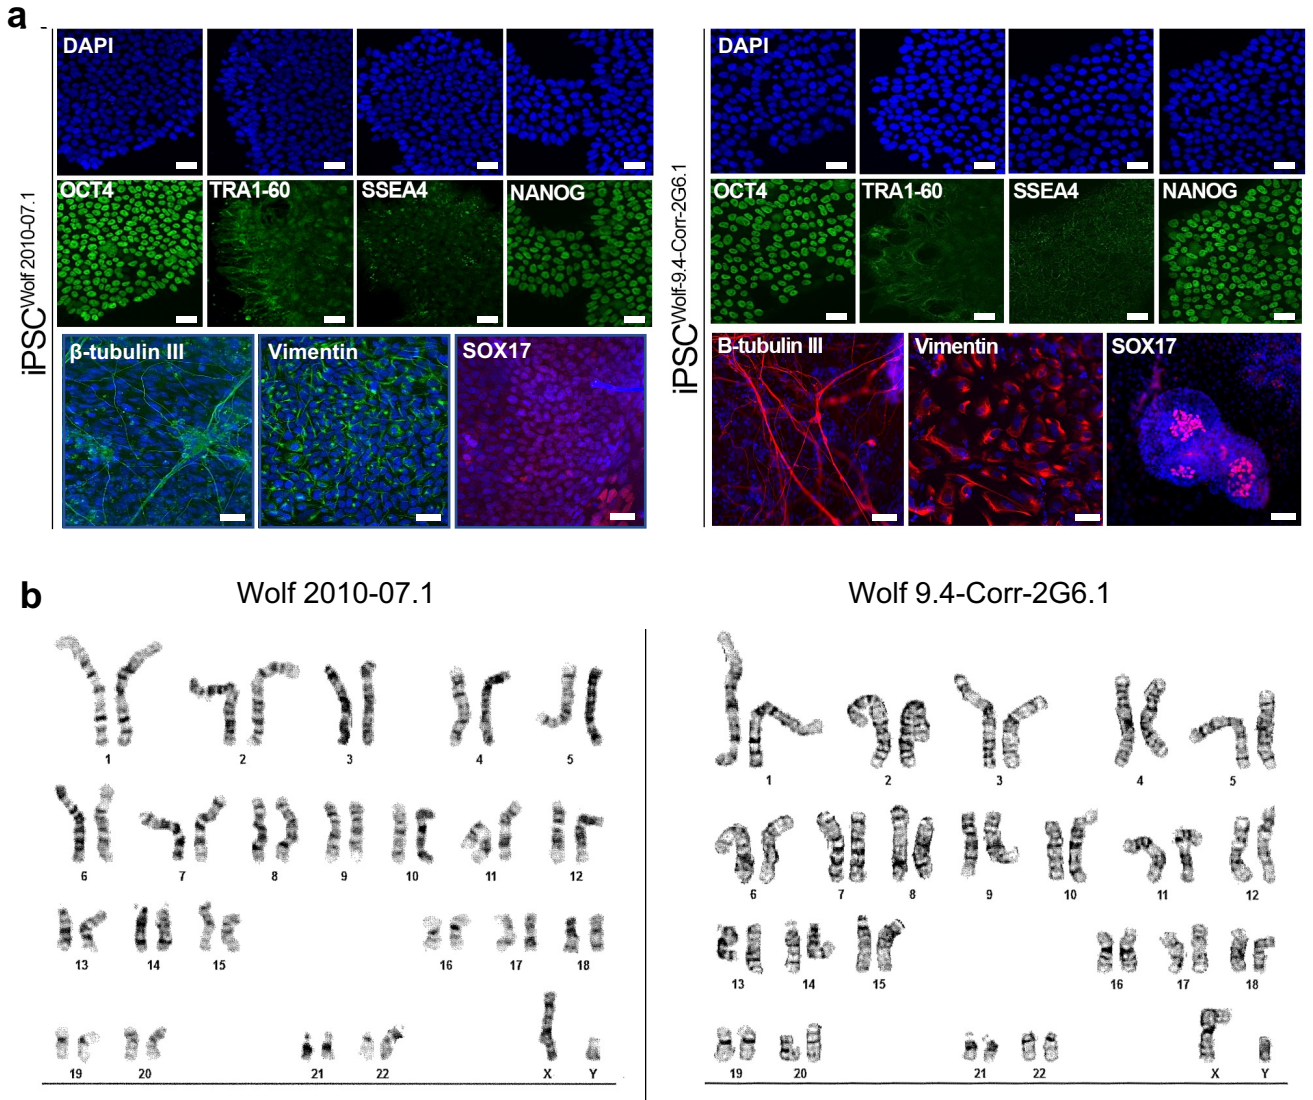 a
iPSC Wolf 2010-07.1
DAPI
OCT4 TRA1-60 SSEA4 NANOG
β-tubulin III Vimentin SOX17
iPSC Wolf-9.4-Corr-2G6.1
DAPI
OCT4 TRA1-60 SSEA4 NANOG
B-tubulin III Vimentin SOX17
b
Wolf 2010-07.1
1 2 3 4 5
6 7 8 9 10 11 12
13 14 15 16 17 18
19 20 21 22 X Y
Wolf 9.4-Corr-2G6.1
1 2 3 4 5
6 7 8 9 10 11 12
13 14 15 16 17 18
19 20 21 22 X Y